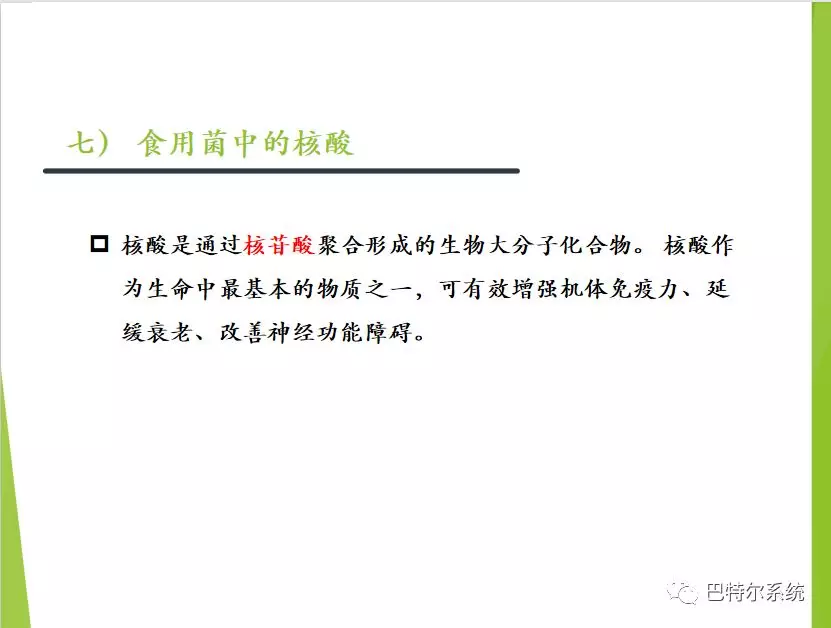 七） 食用菌中的核酸
核酸是通过核苷酸聚合形成的生物大分子化合物。 核酸作
为生命中最基本的物质之一，可有效增强机体免疫力、延
缓衰老、改善神经功能障碍。
巴特尔系统